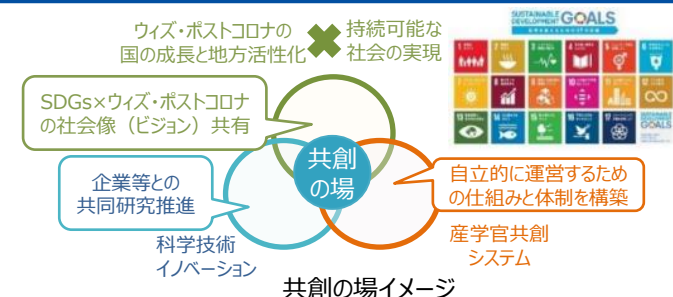 ウィズ・ポストコロナの
国の成長と地方活性化
持続可能な
社会の実現
SUSTAINABLE
DEVELOPMENT GOALS
SDGs×ウィズ・ポストコロナ
の社会像（ビジョン）共有
共創
の場
企業等との
共同研究推進
自立的に運営するため
の仕組みと体制を構築
科学技術
イノベーション
産学官共創
システム
共創の場イメージ